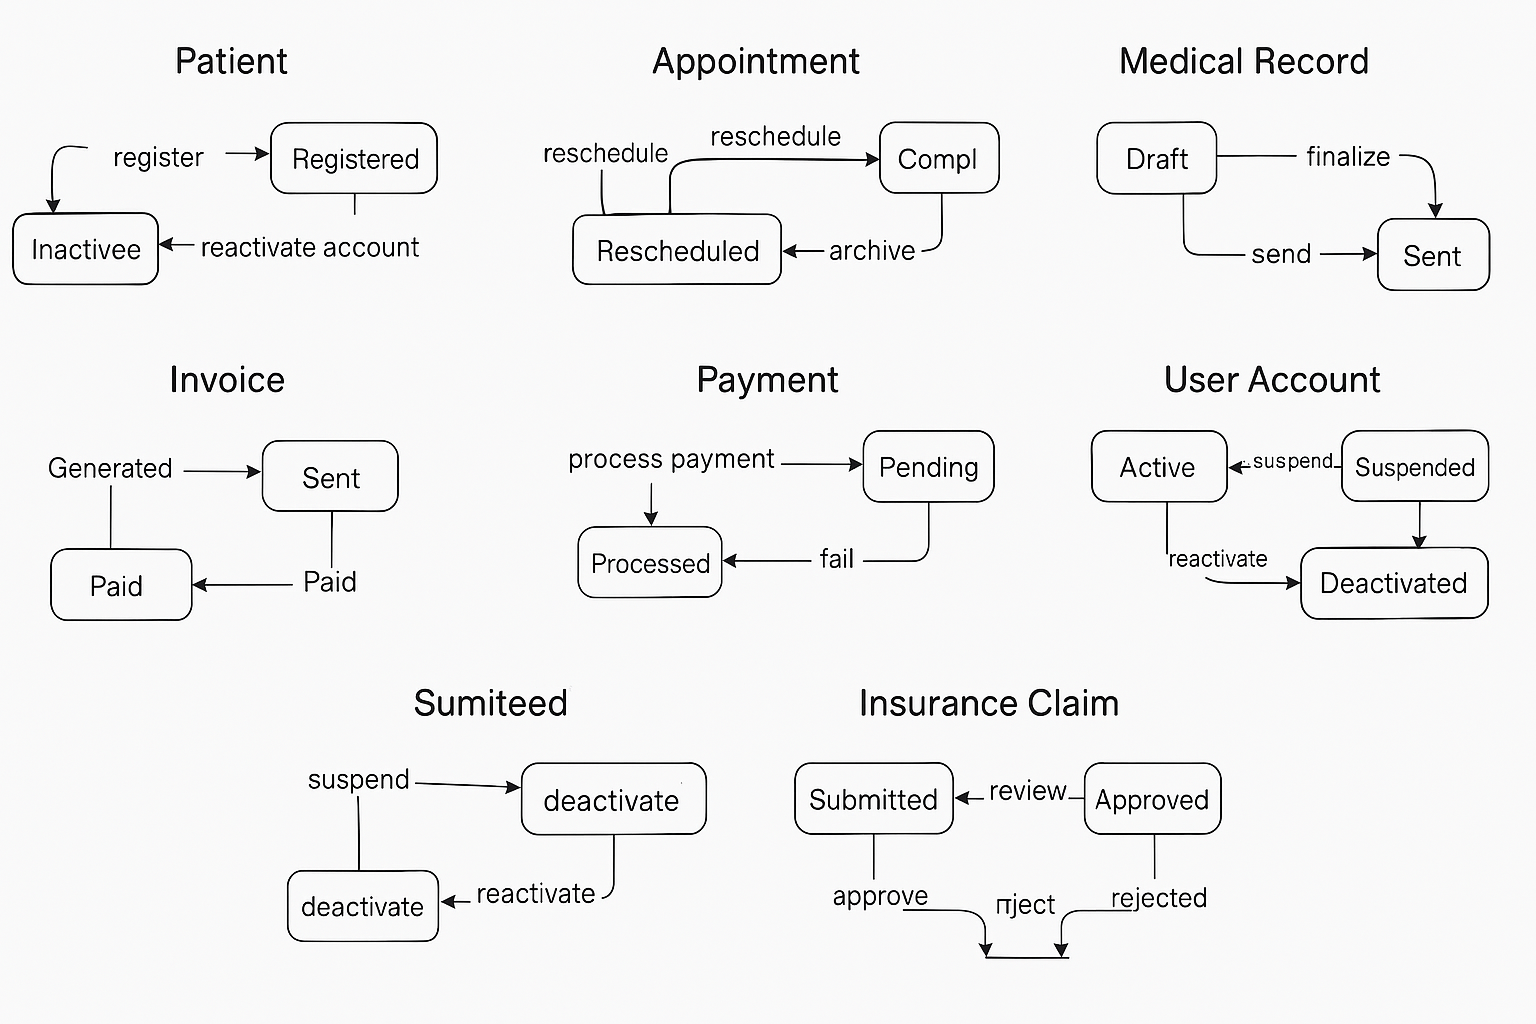 Patient
register
Registered
Inactivee
reactivate account
Appointment
reschedule
reschedule
Compl
Rescheduled
archive
Medical Record
Draft
finalize
send
Sent
Invoice
Generated
Sent
Paid
Paid
Payment
process payment
Pending
Processed
fail
User Account
Active
suspend
Suspended
reactivate
Deactivated
Sumiteed
suspend
deactivate
deactivate
reactivate
Insurance Claim
Submitted
review
Approved
approve
πject
rejected